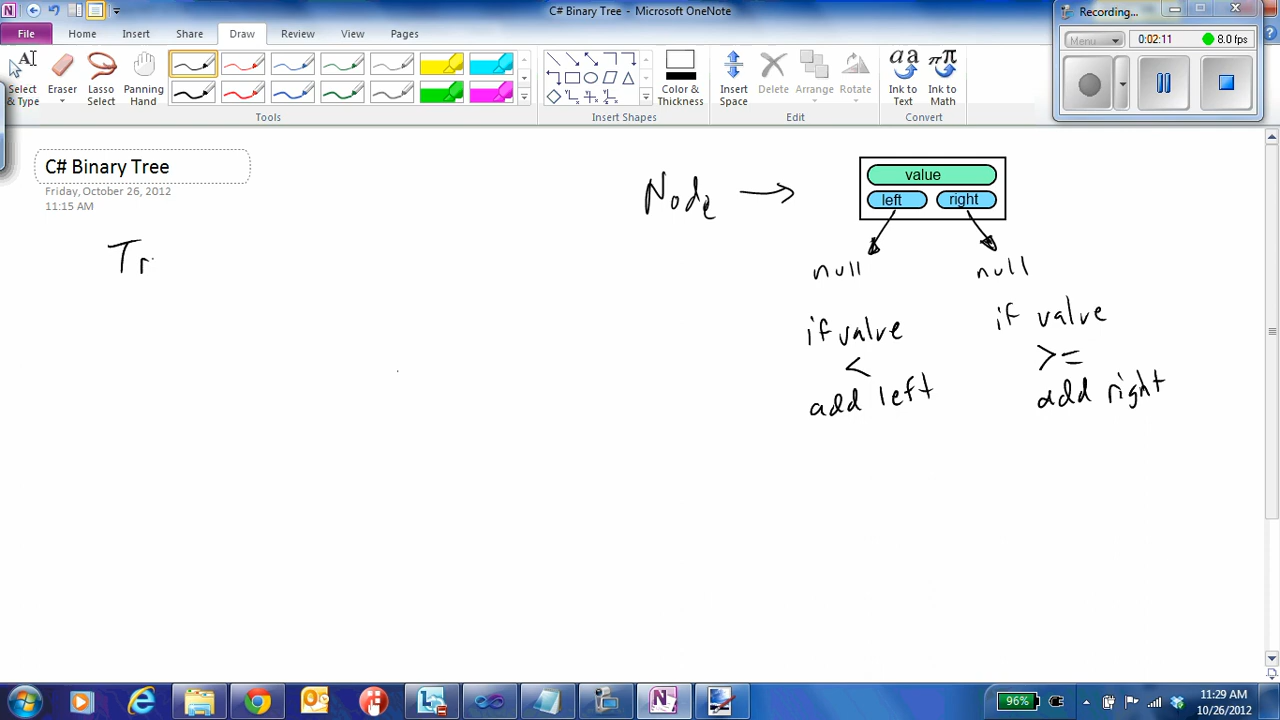 C# Binary Tree - Microsoft OneNote
File Home Insert Share Draw Review View Pages
Recording...
Menu 0:02:11 8.0 fps
Select & Type
Eraser
Lasso Select
Panning Hand
Color & Thickness
Insert Space
Delete
Arrange
Rotate
Ink to Text
Ink to Math
Tools
Insert Shapes
Edit
Convert
C# Binary Tree
Friday, October 26, 2012
11:15 AM
Tr
Node
value
left right
null null
if value
<
add left
if value
>=
add right
96%
11:29 AM
10/26/2012